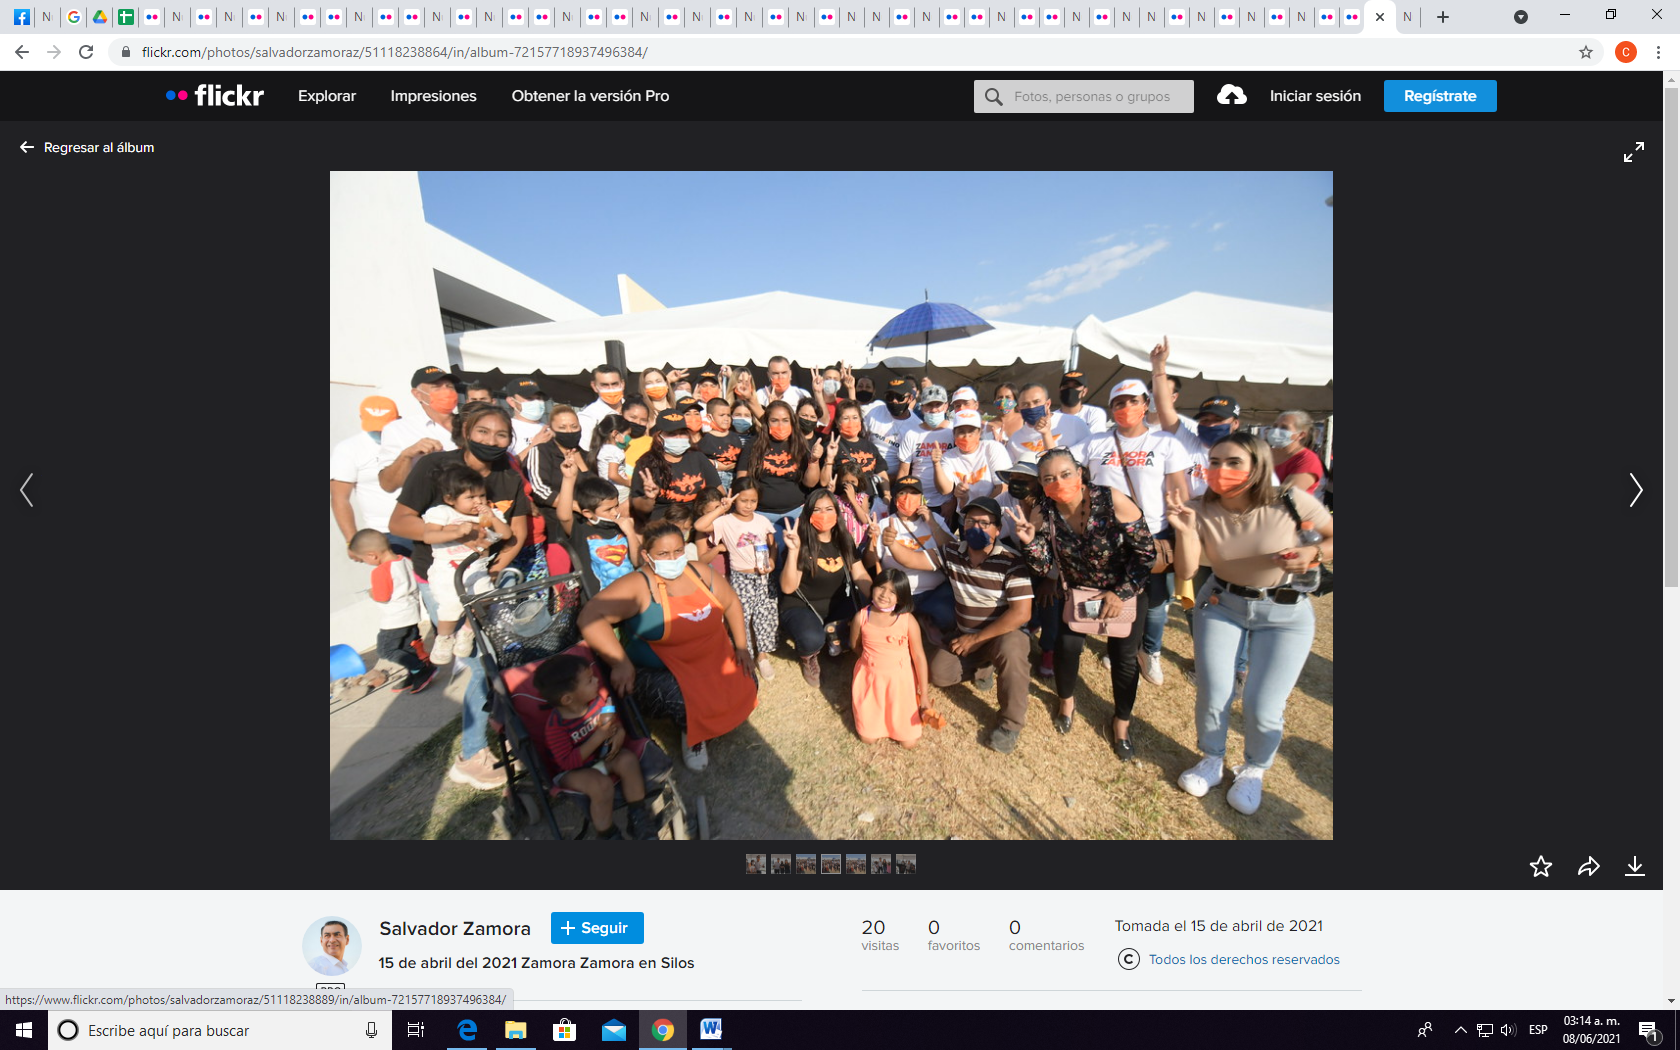 flickr.com/photos/salvadorzamoraz/51118238864/in/album-72157718937496384/
C
flickr
Explorar
Impresiones
Obtener la versión Pro
Fotos, personas o grupos
Iniciar sesión
Regístrate
Regresar al álbum
ZAMORA
ZAMORA
ZAMORA
Salvador Zamora
+ Seguir
15 de abril del 2021 Zamora Zamora en Silos
20
visitas
0
favoritos
0
comentarios
Tomada el 15 de abril de 2021
© Todos los derechos reservados
https://www.flickr.com/photos/salvadorzamoraz/51118238889/in/album-72157718937496384/
Escribe aquí para buscar
ESP
03:14 a. m.
08/06/2021
1